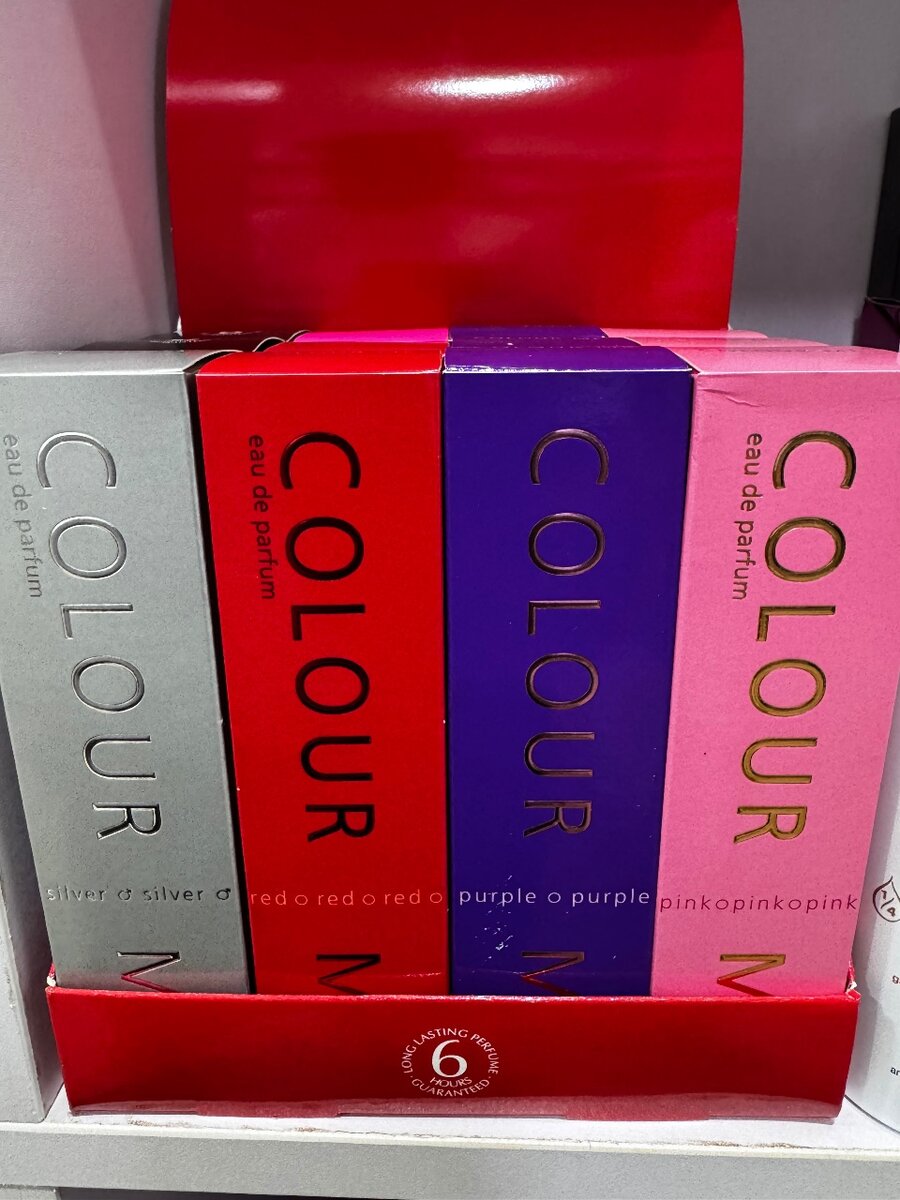 COLOUR M
eau de parfum
silver ♂ silver ♂
COLOUR M
eau de parfum
red o red o red o
COLOUR M
purple o purple
COLOUR M
eau de parfum
pinkopinkopink
LONG LASTING PERFUME
6
HOURS
· GUARANTEED ·